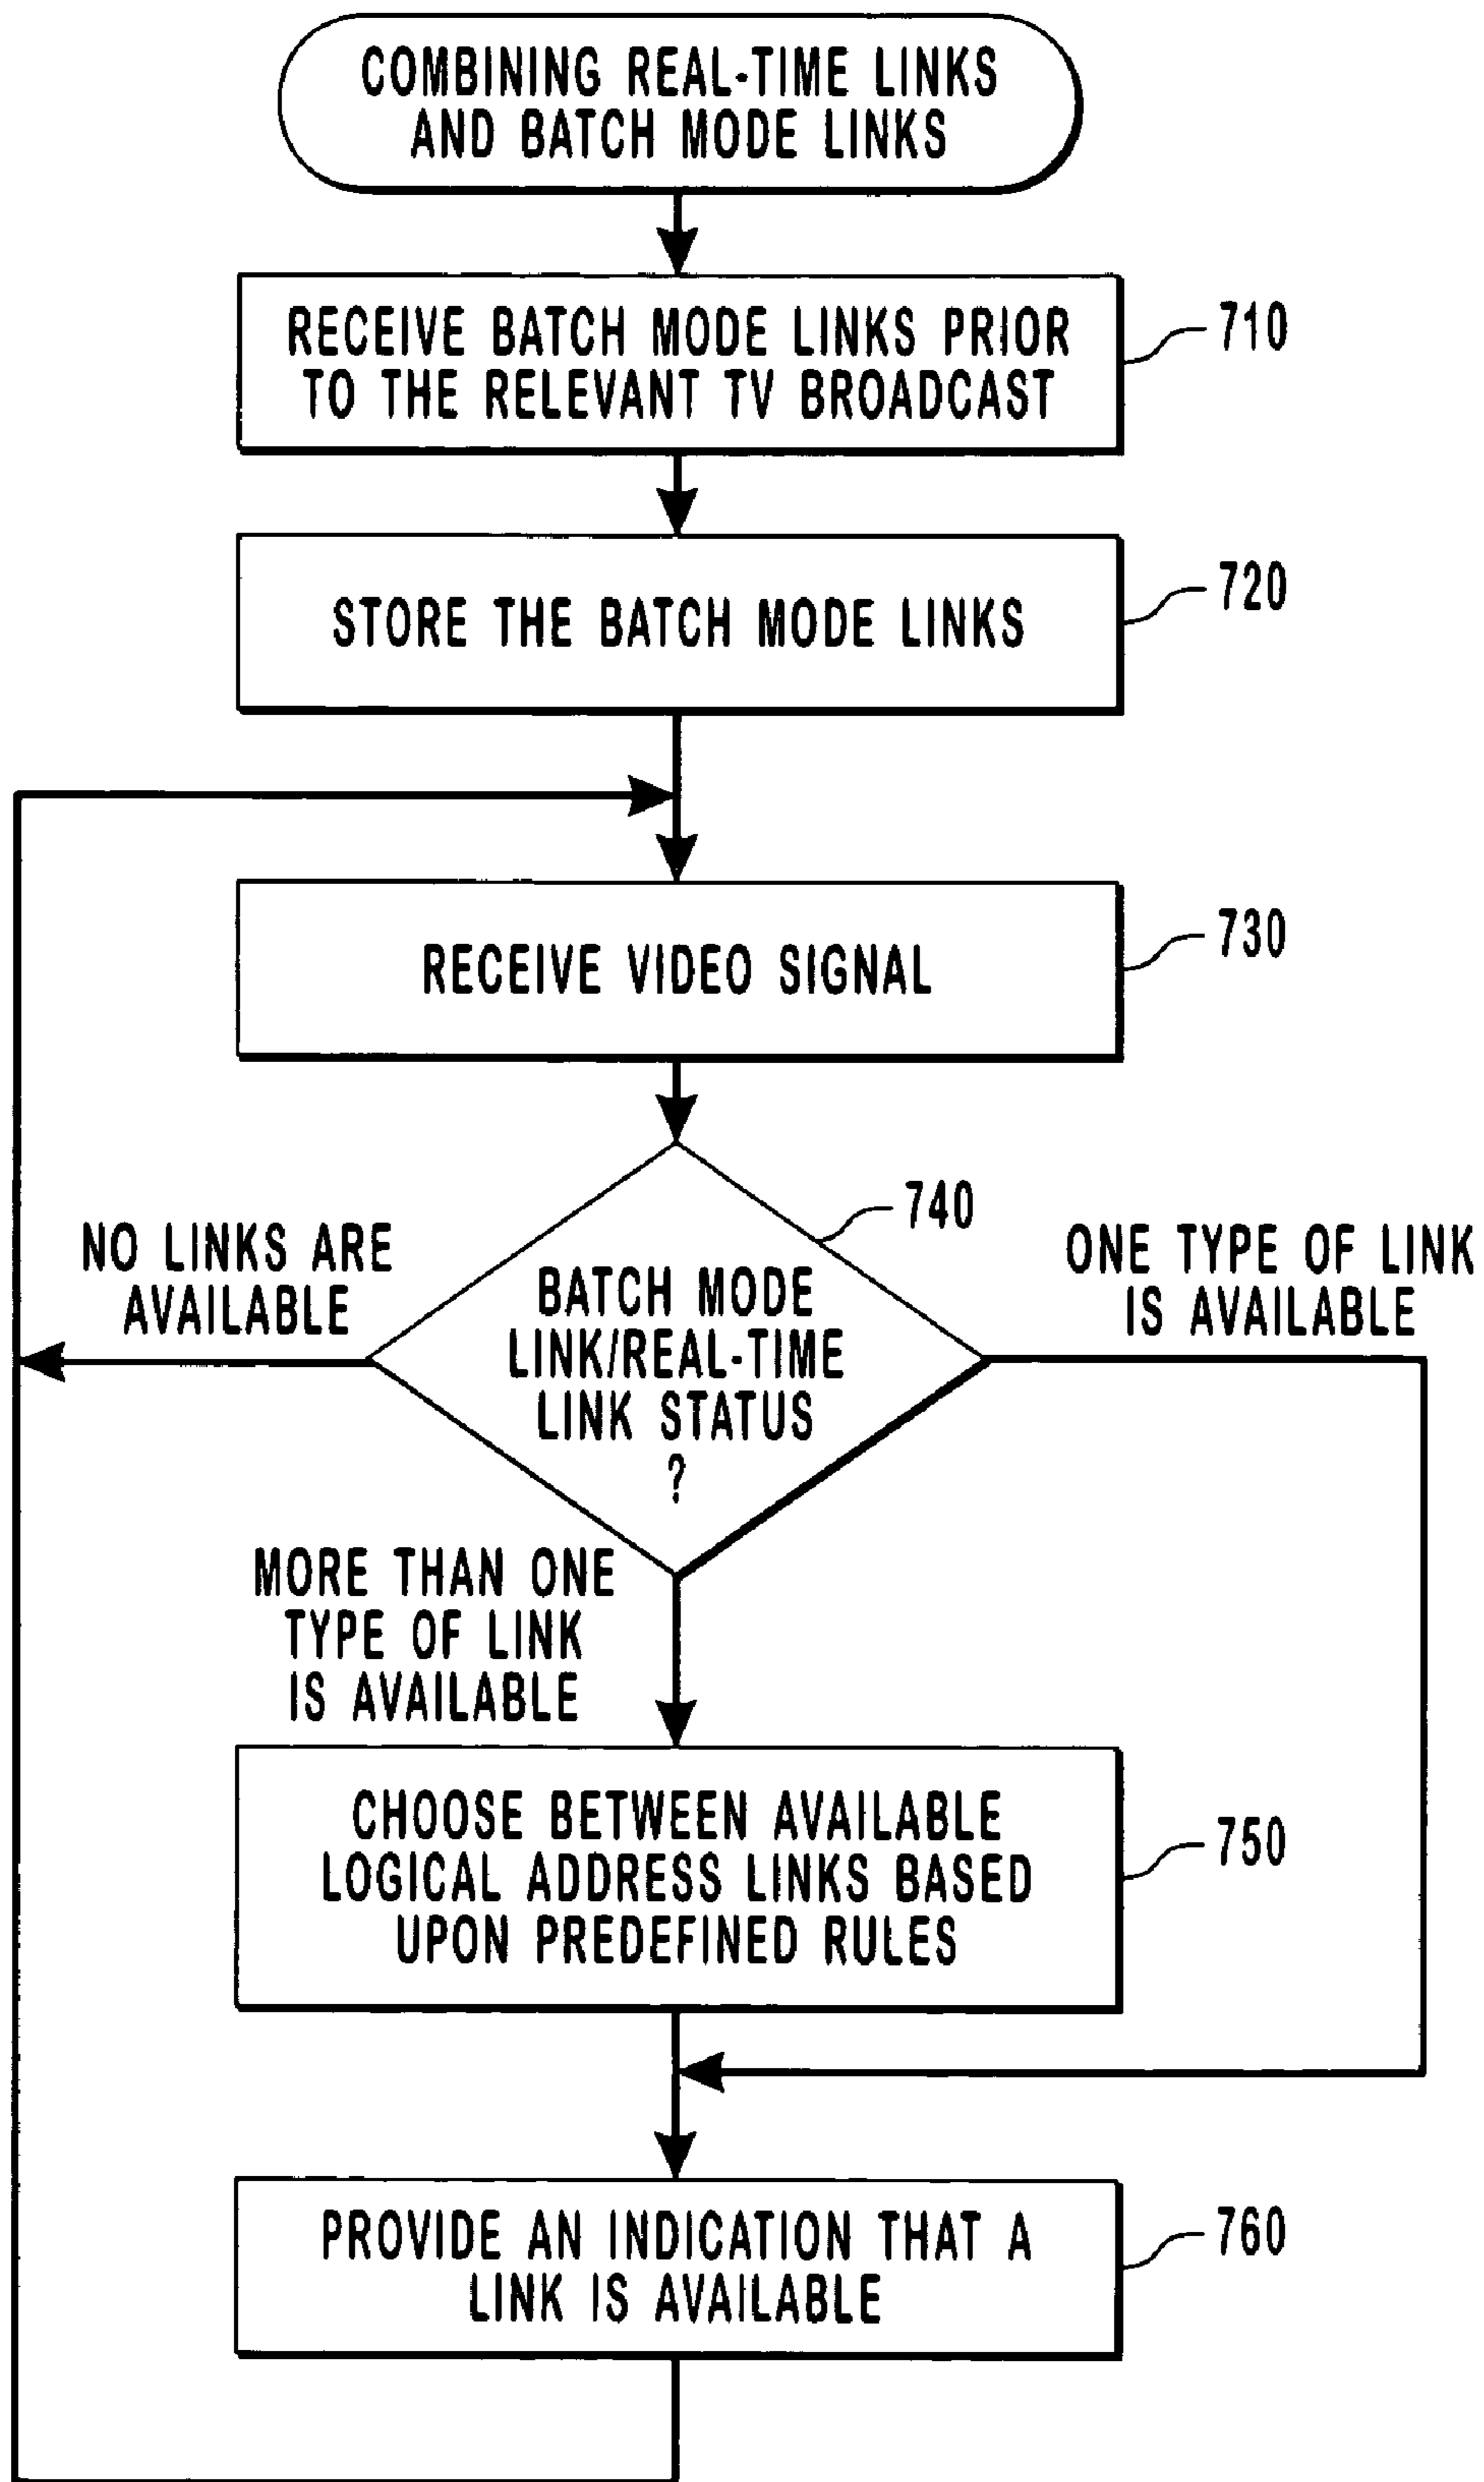 COMBINING REAL-TIME LINKS
AND BATCH MODE LINKS
RECEIVE BATCH MODE LINKS PRIOR
TO THE RELEVANT TV BROADCAST
710
STORE THE BATCH MODE LINKS
720
RECEIVE VIDEO SIGNAL
730
740
NO LINKS ARE
AVAILABLE
BATCH MODE
LINK/REAL-TIME
LINK STATUS
?
ONE TYPE OF LINK
IS AVAILABLE
MORE THAN ONE
TYPE OF LINK
IS AVAILABLE
CHOOSE BETWEEN AVAILABLE
LOGICAL ADDRESS LINKS BASED
UPON PREDEFINED RULES
750
PROVIDE AN INDICATION THAT A
LINK IS AVAILABLE
760